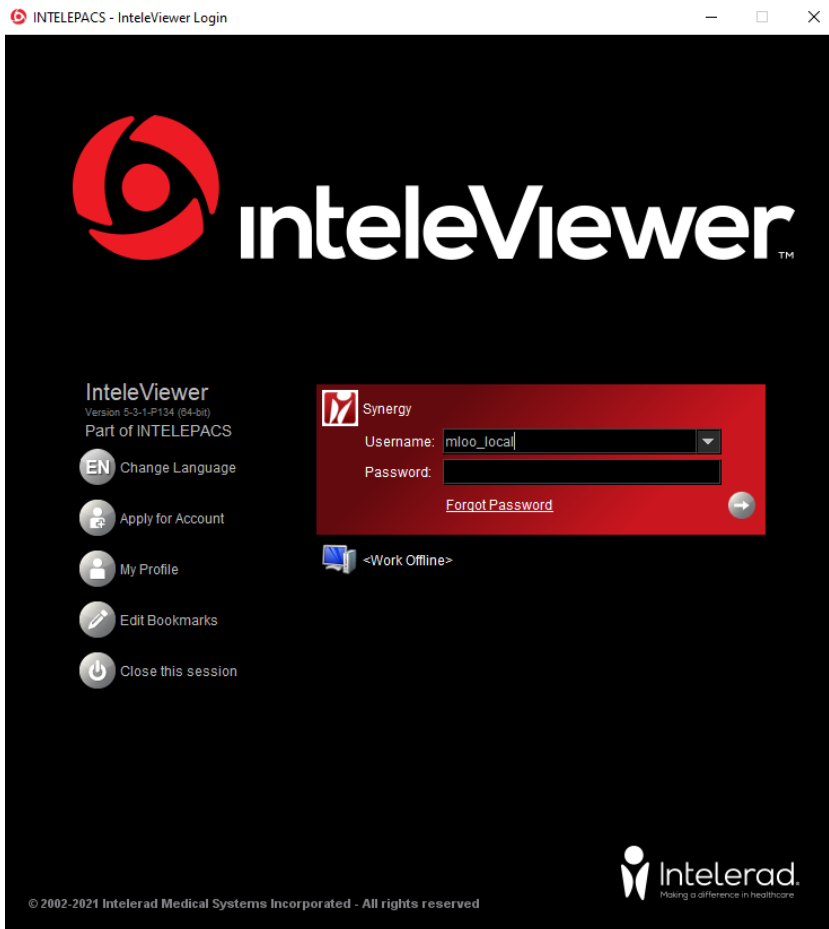 INTELEPACS - InteleViewer Login
ınteleVıewer™
InteleViewer
Version 5-3-1-P134 (64-bit)
Part of INTELEPACS
EN Change Language
Apply for Account
My Profile
Edit Bookmarks
Close this session
Synergy
Username: mloo_local
Password:
Forgot Password
<Work Offline>
Intelerad.
Making a difference in healthcare
© 2002-2021 Intelerad Medical Systems Incorporated - All rights reserved